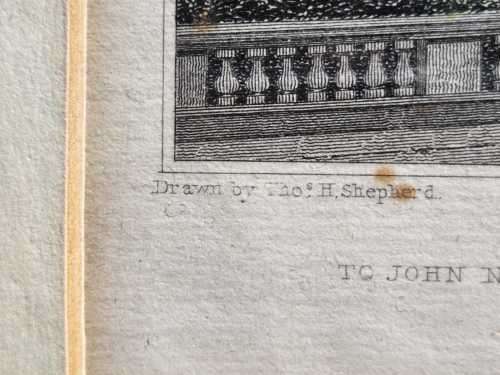 Drawn by Thoˢ. H. Shepherd.
TO JOHN N